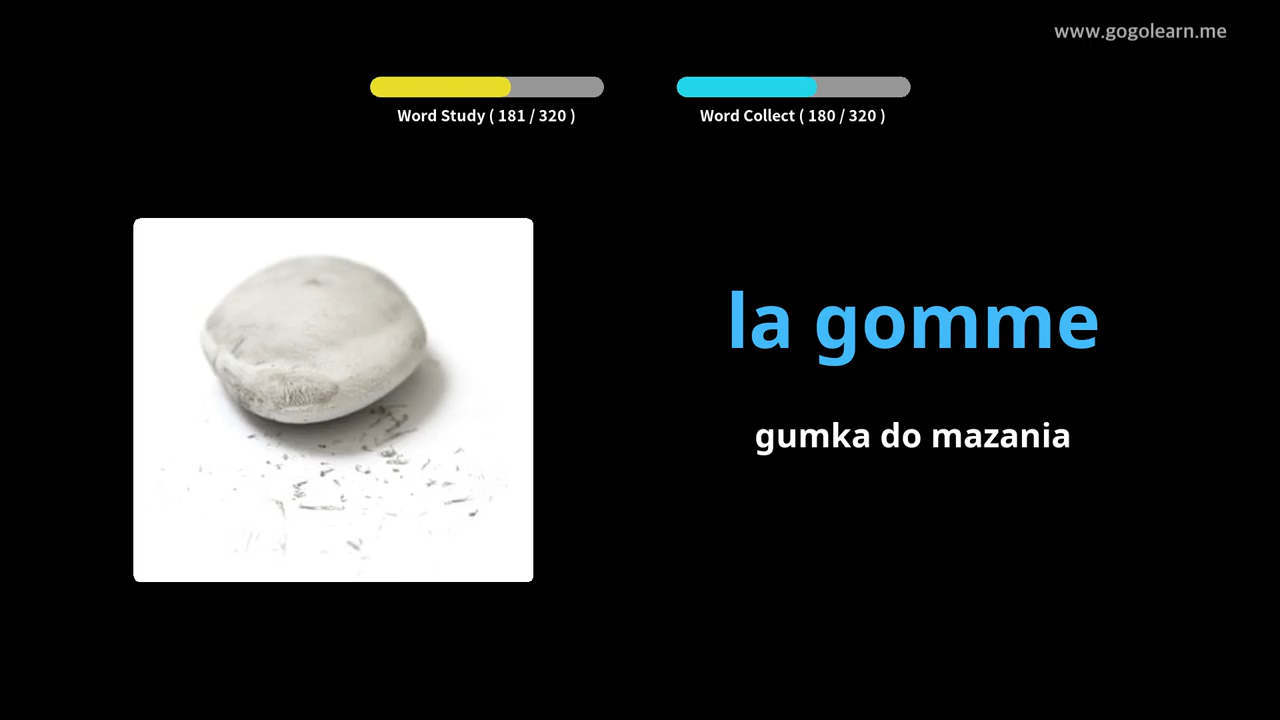 www.gogolearn.me
Word Study ( 181 / 320 )
Word Collect ( 180 / 320 )
la gomme
gumka do mazania